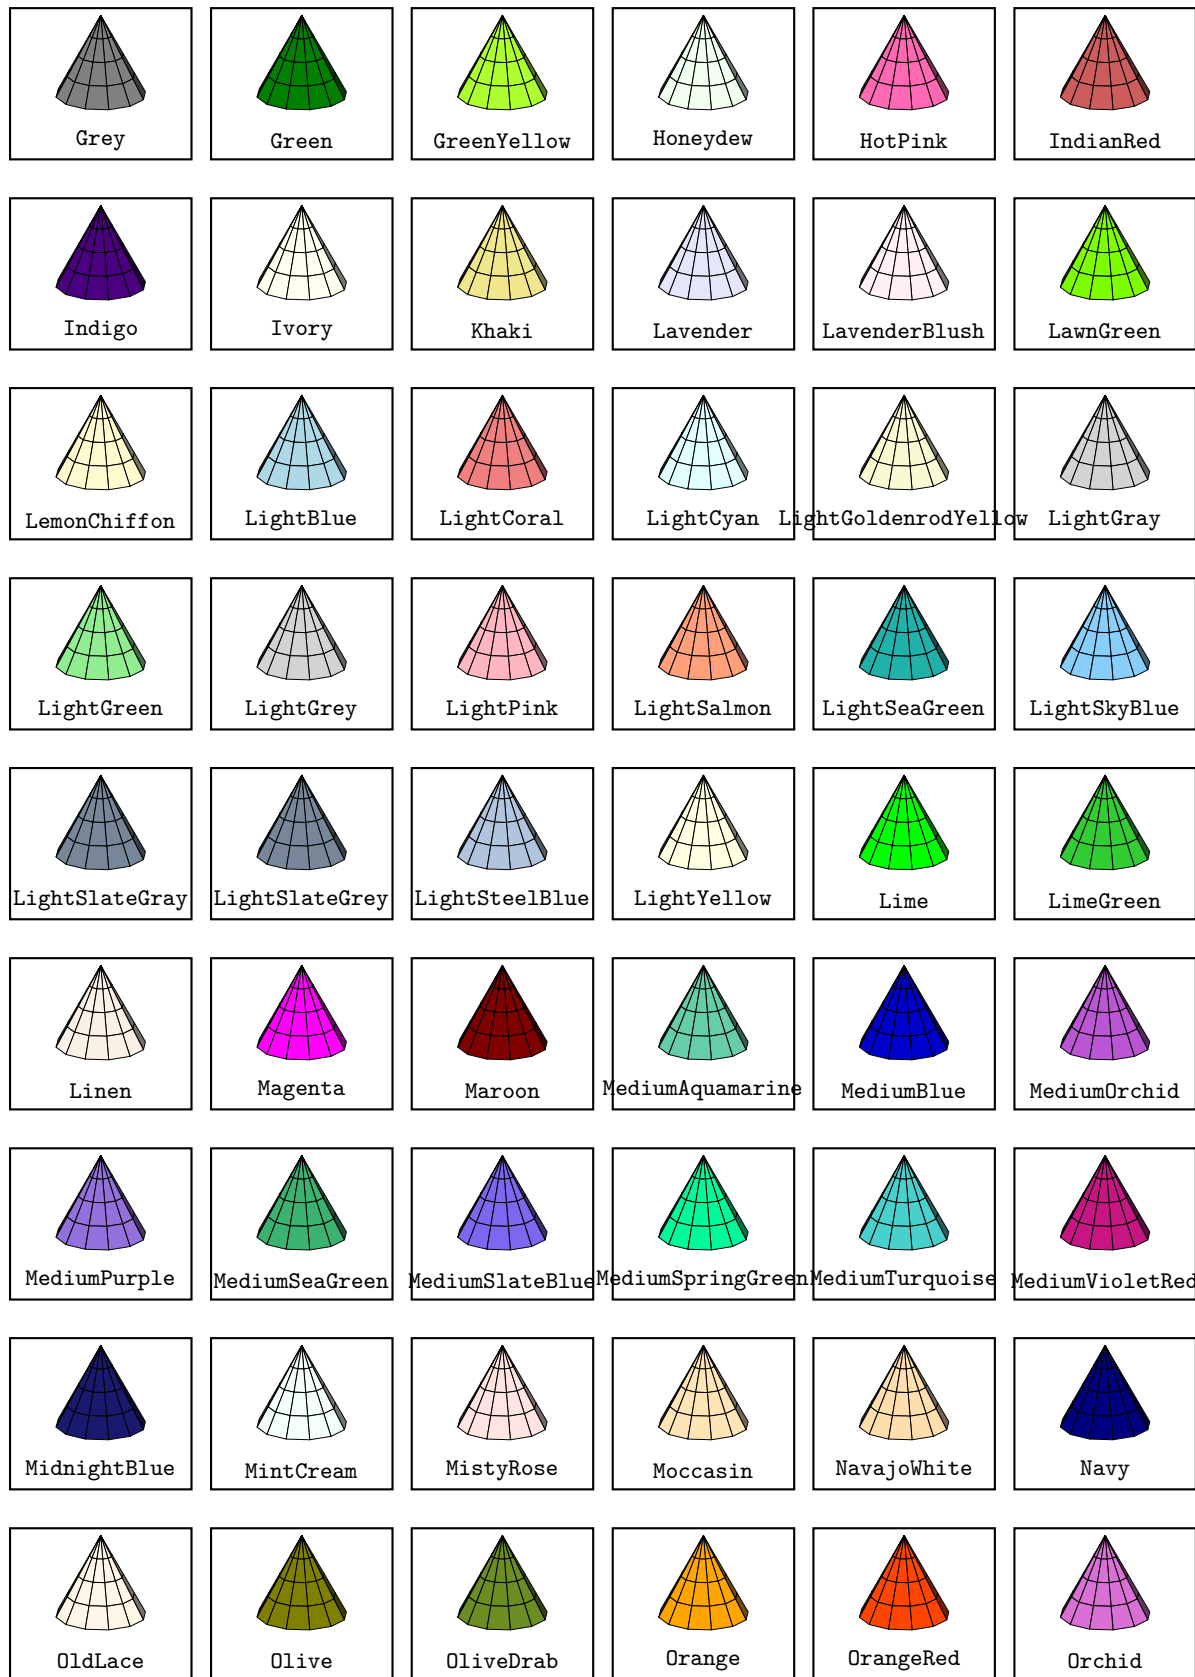 Grey Green GreenYellow Honeydew HotPink IndianRed
Indigo Ivory Khaki Lavender LavenderBlush LawnGreen
LemonChiffon LightBlue LightCoral LightCyan LightGoldenrodYellow LightGray
LightGreen LightGrey LightPink LightSalmon LightSeaGreen LightSkyBlue
LightSlateGray LightSlateGrey LightSteelBlue LightYellow Lime LimeGreen
Linen Magenta Maroon MediumAquamarine MediumBlue MediumOrchid
MediumPurple MediumSeaGreen MediumSlateBlue MediumSpringGreen MediumTurquoise MediumVioletRed
MidnightBlue MintCream MistyRose Moccasin NavajoWhite Navy
OldLace Olive OliveDrab Orange OrangeRed Orchid